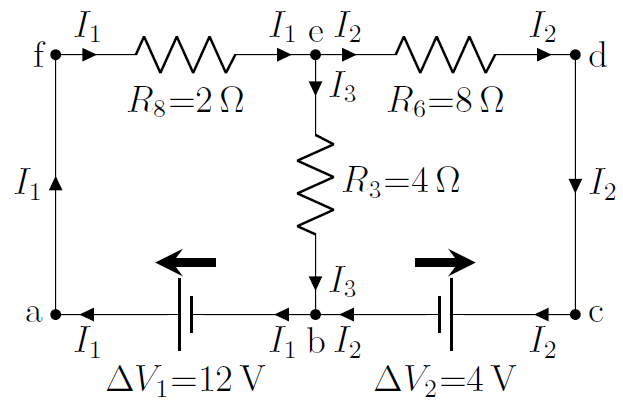 I₁ I₁ e I₂ I₂
f d
R₈=2 Ω I₃ R₆=8 Ω
I₁ R₃=4 Ω I₂
I₃
a c
I₁ I₁ b I₂ I₂
ΔV₁=12 V ΔV₂=4 V